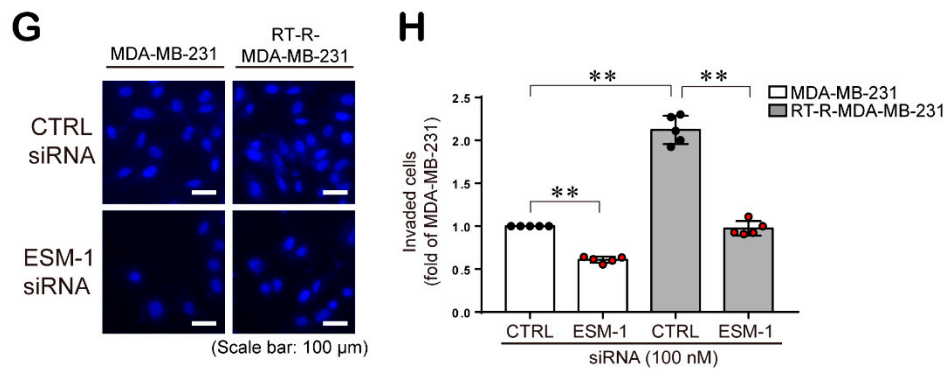 G
MDA-MB-231
RT-R-
MDA-MB-231
CTRL
siRNA
ESM-1
siRNA
(Scale bar: 100 µm)
H
**
**
**
MDA-MB-231
RT-R-MDA-MB-231
Invaded cells
(fold of MDA-MB-231)
2.5
2.0
1.5
1.0
0.5
0.0
CTRL ESM-1 CTRL ESM-1
siRNA (100 nM)